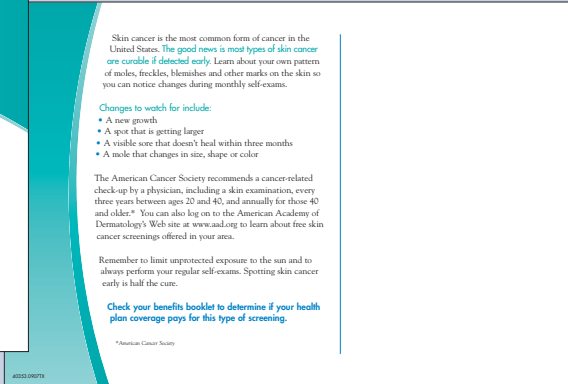 Skin cancer is the most common form of cancer in the
United States. The good news is most types of skin cancer
are curable if detected early. Learn about your own pattern
of moles, freckles, blemishes and other marks on the skin so
you can notice changes during monthly self-exams.
Changes to watch for include:
• A new growth
• A spot that is getting larger
• A visible sore that doesn't heal within three months
• A mole that changes in size, shape or color
The American Cancer Society recommends a cancer-related
check-up by a physician, including a skin examination, every
three years between ages 20 and 40, and annually for those 40
and older.* You can also log on to the American Academy of
Dermatology's Web site at www.aad.org to learn about free skin
cancer screenings offered in your area.
Remember to limit unprotected exposure to the sun and to
always perform your regular self-exams. Spotting skin cancer
early is half the cure.
Check your benefits booklet to determine if your health
plan coverage pays for this type of screening.
*American Cancer Society
40353.0907TX